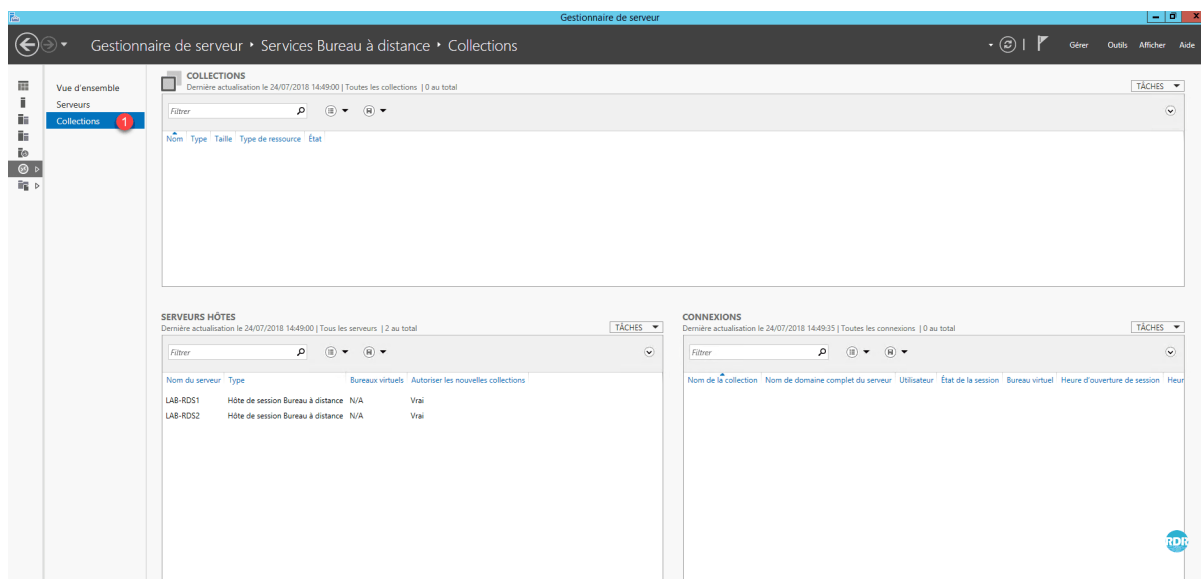 Gestionnaire de serveur
Gestionnaire de serveur ‣ Services Bureau à distance ‣ Collections
Gérer Outils Afficher Aide
Vue d'ensemble
Serveurs
Collections 1
COLLECTIONS
Dernière actualisation le 24/07/2018 14:49:00 | Toutes les collections | 0 au total
TÂCHES
Filtrer
Nom Type Taille Type de ressource État
SERVEURS HÔTES
Dernière actualisation le 24/07/2018 14:49:00 | Tous les serveurs | 2 au total
TÂCHES
Filtrer
Nom du serveur Type Bureaux virtuels Autoriser les nouvelles collections
LAB-RDS1 Hôte de session Bureau à distance N/A Vrai
LAB-RDS2 Hôte de session Bureau à distance N/A Vrai
CONNEXIONS
Dernière actualisation le 24/07/2018 14:49:35 | Toutes les connexions | 0 au total
TÂCHES
Filtrer
Nom de la collection Nom de domaine complet du serveur Utilisateur État de la session Bureau virtuel Heure d'ouverture de session Heur
RDR